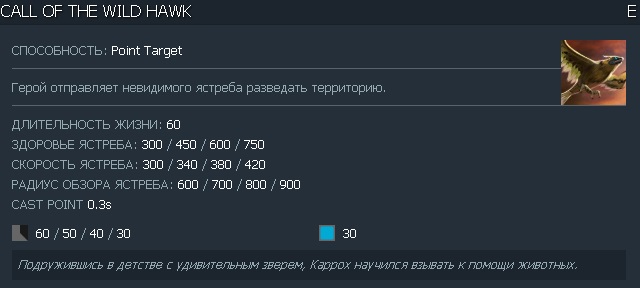 CALL OF THE WILD HAWK E
СПОСОБНОСТЬ: Point Target
Герой отправляет невидимого ястреба разведать территорию.
ДЛИТЕЛЬНОСТЬ ЖИЗНИ: 60
ЗДОРОВЬЕ ЯСТРЕБА: 300 / 450 / 600 / 750
СКОРОСТЬ ЯСТРЕБА: 300 / 340 / 380 / 420
РАДИУС ОБЗОРА ЯСТРЕБА: 600 / 700 / 800 / 900
CAST POINT 0.3s
60 / 50 / 40 / 30 30
Подружившись в детстве с удивительным зверем, Каррох научился взывать к помощи животных.